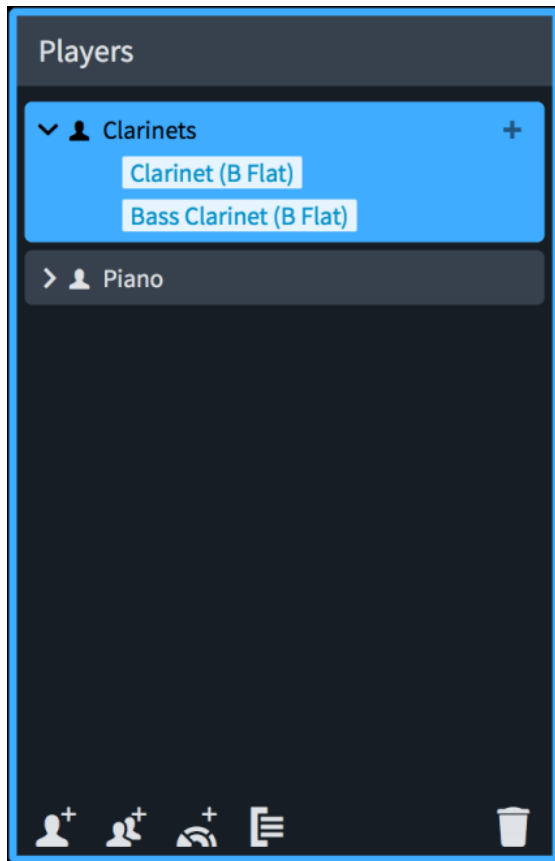 Players
Clarinets
Clarinet (B Flat)
Bass Clarinet (B Flat)
Piano